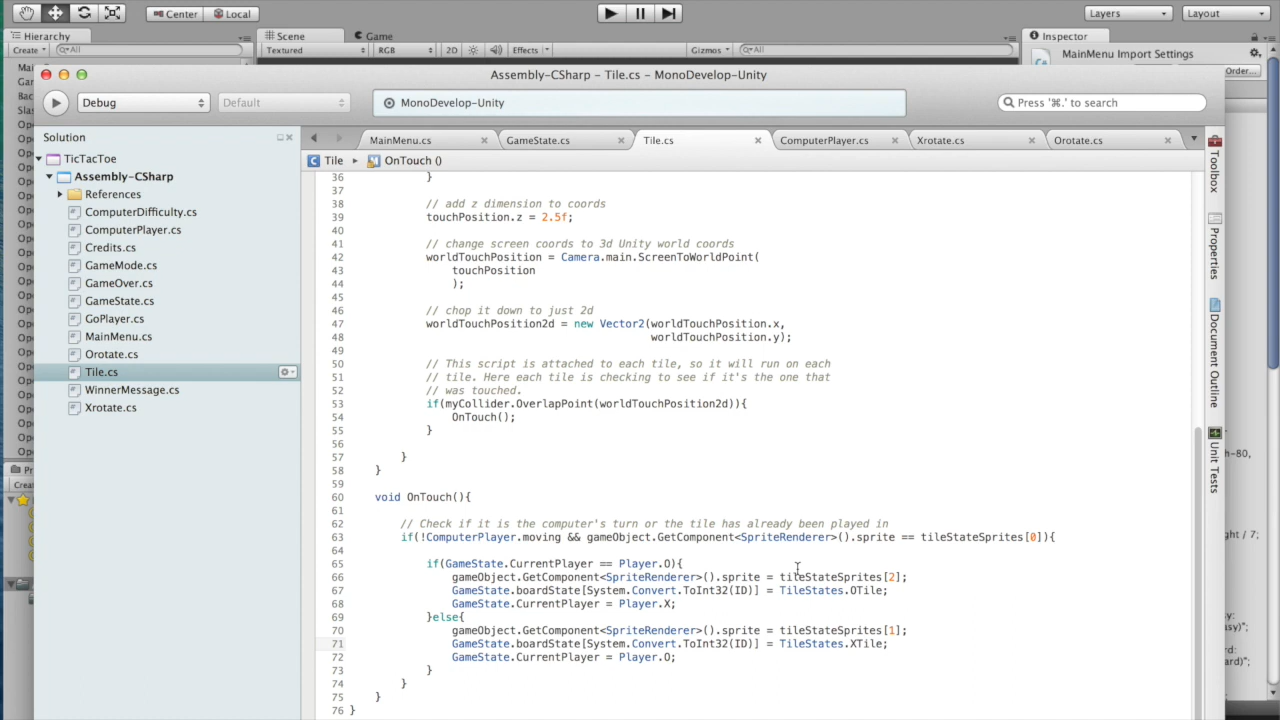 Center Local Layers Layout
Hierarchy Scene Game Inspector
Create All Textured RGB 2D Effects Gizmos All MainMenu Import Settings
Assembly-CSharp – Tile.cs – MonoDevelop-Unity
Debug Default MonoDevelop-Unity Press '⌘.' to search
Solution
TicTacToe
Assembly-CSharp
References
ComputerDifficulty.cs
ComputerPlayer.cs
Credits.cs
GameMode.cs
GameOver.cs
GameState.cs
GoPlayer.cs
MainMenu.cs
Orotate.cs
Tile.cs
WinnerMessage.cs
Xrotate.cs
MainMenu.cs GameState.cs Tile.cs ComputerPlayer.cs Xrotate.cs Orotate.cs
Tile OnTouch ()
36 }
37
38 // add z dimension to coords
39 touchPosition.z = 2.5f;
40
41 // change screen coords to 3d Unity world coords
42 worldTouchPosition = Camera.main.ScreenToWorldPoint(
43 touchPosition
44 );
45
46 // chop it down to just 2d
47 worldTouchPosition2d = new Vector2(worldTouchPosition.x,
48 worldTouchPosition.y);
49
50 // This script is attached to each tile, so it will run on each
51 // tile. Here each tile is checking to see if it's the one that
52 // was touched.
53 if(myCollider.OverlapPoint(worldTouchPosition2d)){
54 OnTouch();
55 }
56
57 }
58 }
59
60 void OnTouch(){
61
62 // Check if it is the computer's turn or the tile has already been played in
63 if(!ComputerPlayer.moving && gameObject.GetComponent<SpriteRenderer>().sprite == tileStateSprites[0]){
64
65 if(GameState.CurrentPlayer == Player.O){
66 gameObject.GetComponent<SpriteRenderer>().sprite = tileStateSprites[2];
67 GameState.boardState[System.Convert.ToInt32(ID)] = TileStates.OTile;
68 GameState.CurrentPlayer = Player.X;
69 }else{
70 gameObject.GetComponent<SpriteRenderer>().sprite = tileStateSprites[1];
71 GameState.boardState[System.Convert.ToInt32(ID)] = TileStates.XTile;
72 GameState.CurrentPlayer = Player.O;
73 }
74 }
75 }
76 }
Toolbox
Properties
Document Outline
Unit Tests
Order...
h-80,
ght / 7;
asy)";
rd:
ard)";